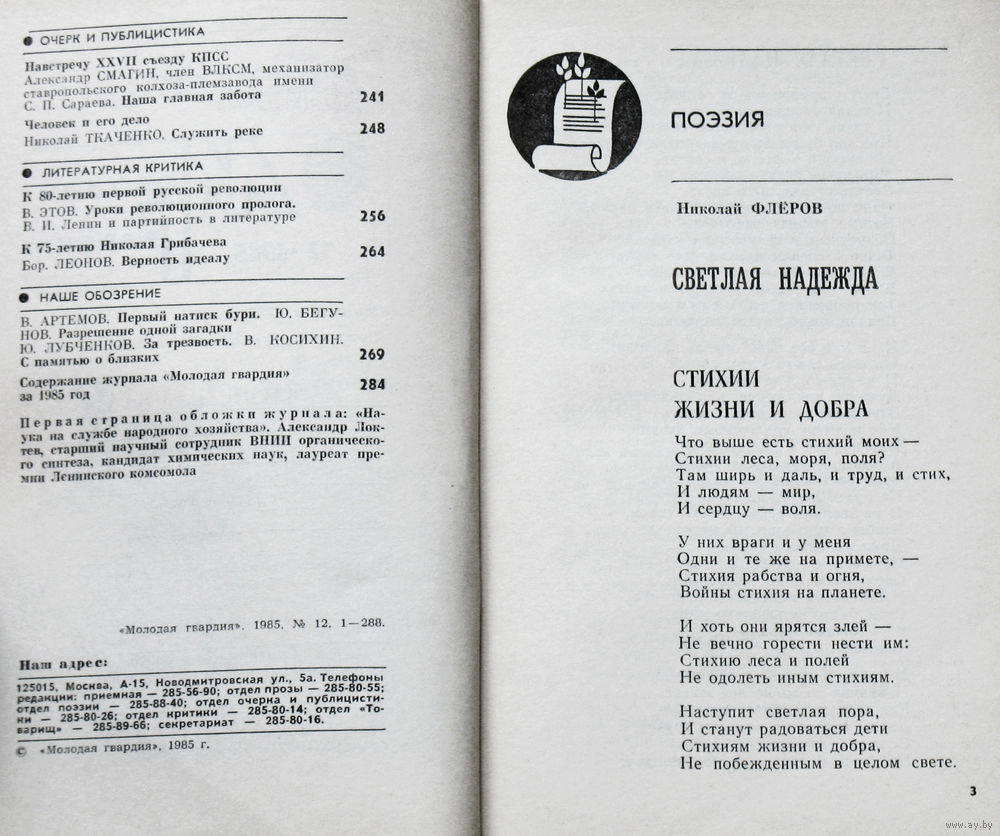 ● ОЧЕРК И ПУБЛИЦИСТИКА
Навстречу XXVII съезду КПСС
Александр СМАГИН, член ВЛКСМ, механизатор
ставропольского колхоза-племзавода имени
С. П. Сараева. Наша главная забота 241
Человек и его дело
Николай ТКАЧЕНКО. Служить реке 248
● ЛИТЕРАТУРНАЯ КРИТИКА
К 80-летию первой русской революции
В. ЭТОВ. Уроки революционного пролога.
В. И. Ленин и партийность в литературе 256
К 75-летию Николая Грибачева
Бор. ЛЕОНОВ. Верность идеалу 264
● НАШЕ ОБОЗРЕНИЕ
В. АРТЕМОВ. Первый натиск бури. Ю. БЕГУ-
НОВ. Разрешение одной загадки
Ю. ЛУБЧЕНКОВ. За трезвость. В. КОСИХИН.
С памятью о близких 269
Содержание журнала «Молодая гвардия»
за 1985 год 284
Первая страница обложки журнала: «На-
ука на службе народного хозяйства». Александр Лок-
тев, старший научный сотрудник ВНИИ органическо-
го синтеза, кандидат химических наук, лауреат пре-
мии Ленинского комсомола
«Молодая гвардия», 1985, № 12, 1—288.
Наш адрес:
125015, Москва, А-15, Новодмитровская ул., 5а. Телефоны
редакции: приемная — 285-56-90; отдел прозы — 285-80-55;
отдел поэзии — 285-88-40; отдел очерка и публицисти-
ки — 285-80-26; отдел критики — 285-80-14; отдел «То-
варищ» — 285-89-66; секретариат — 285-80-16.
© «Молодая гвардия», 1985 г.
ПОЭЗИЯ
Николай ФЛЁРОВ
СВЕТЛАЯ НАДЕЖДА
СТИХИИ
ЖИЗНИ И ДОБРА
Что выше есть стихий моих —
Стихии леса, моря, поля?
Там ширь и даль, и труд, и стих,
И людям — мир,
И сердцу — воля.
У них враги и у меня
Одни и те же на примете, —
Стихия рабства и огня,
Войны стихия на планете.
И хоть они ярятся злей —
Не вечно горести нести им:
Стихию леса и полей
Не одолеть иным стихиям.
Наступит светлая пора,
И станут радоваться дети
Стихиям жизни и добра,
Не побежденным в целом свете.
3
www.ay.by